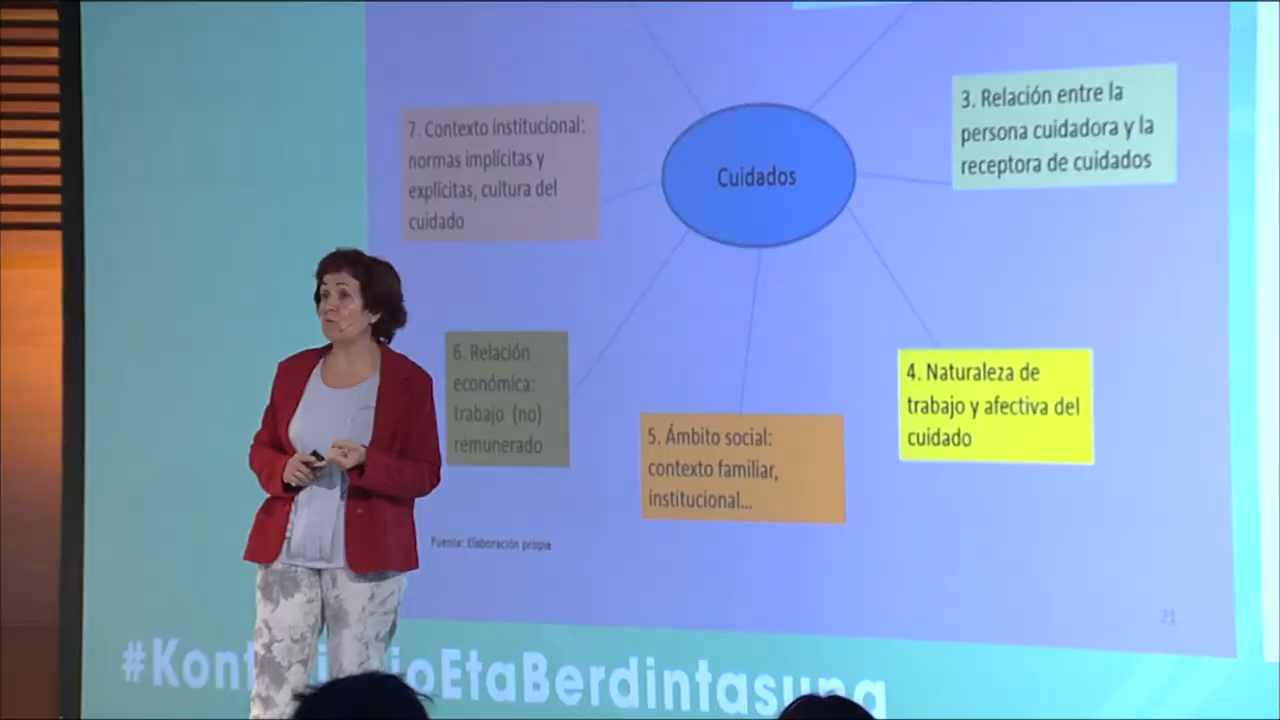 7. Contexto institucional:
normas implícitas y
explícitas, cultura del
cuidado
Cuidados
3. Relación entre la
persona cuidadora y la
receptora de cuidados
6. Relación
económica:
trabajo (no)
remunerado
5. Ámbito social:
contexto familiar,
institucional...
4. Naturaleza de
trabajo y afectiva del
cuidado
Fuente: Elaboración propia
21